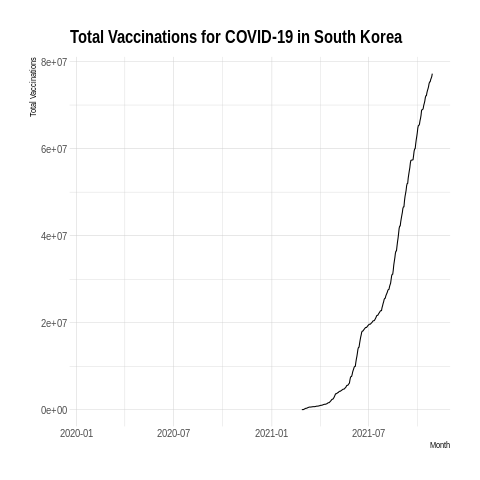 Total Vaccinations for COVID-19 in South Korea
Total Vaccinations
8e+07
6e+07
4e+07
2e+07
0e+00
2020-01 2020-07 2021-01 2021-07
Month